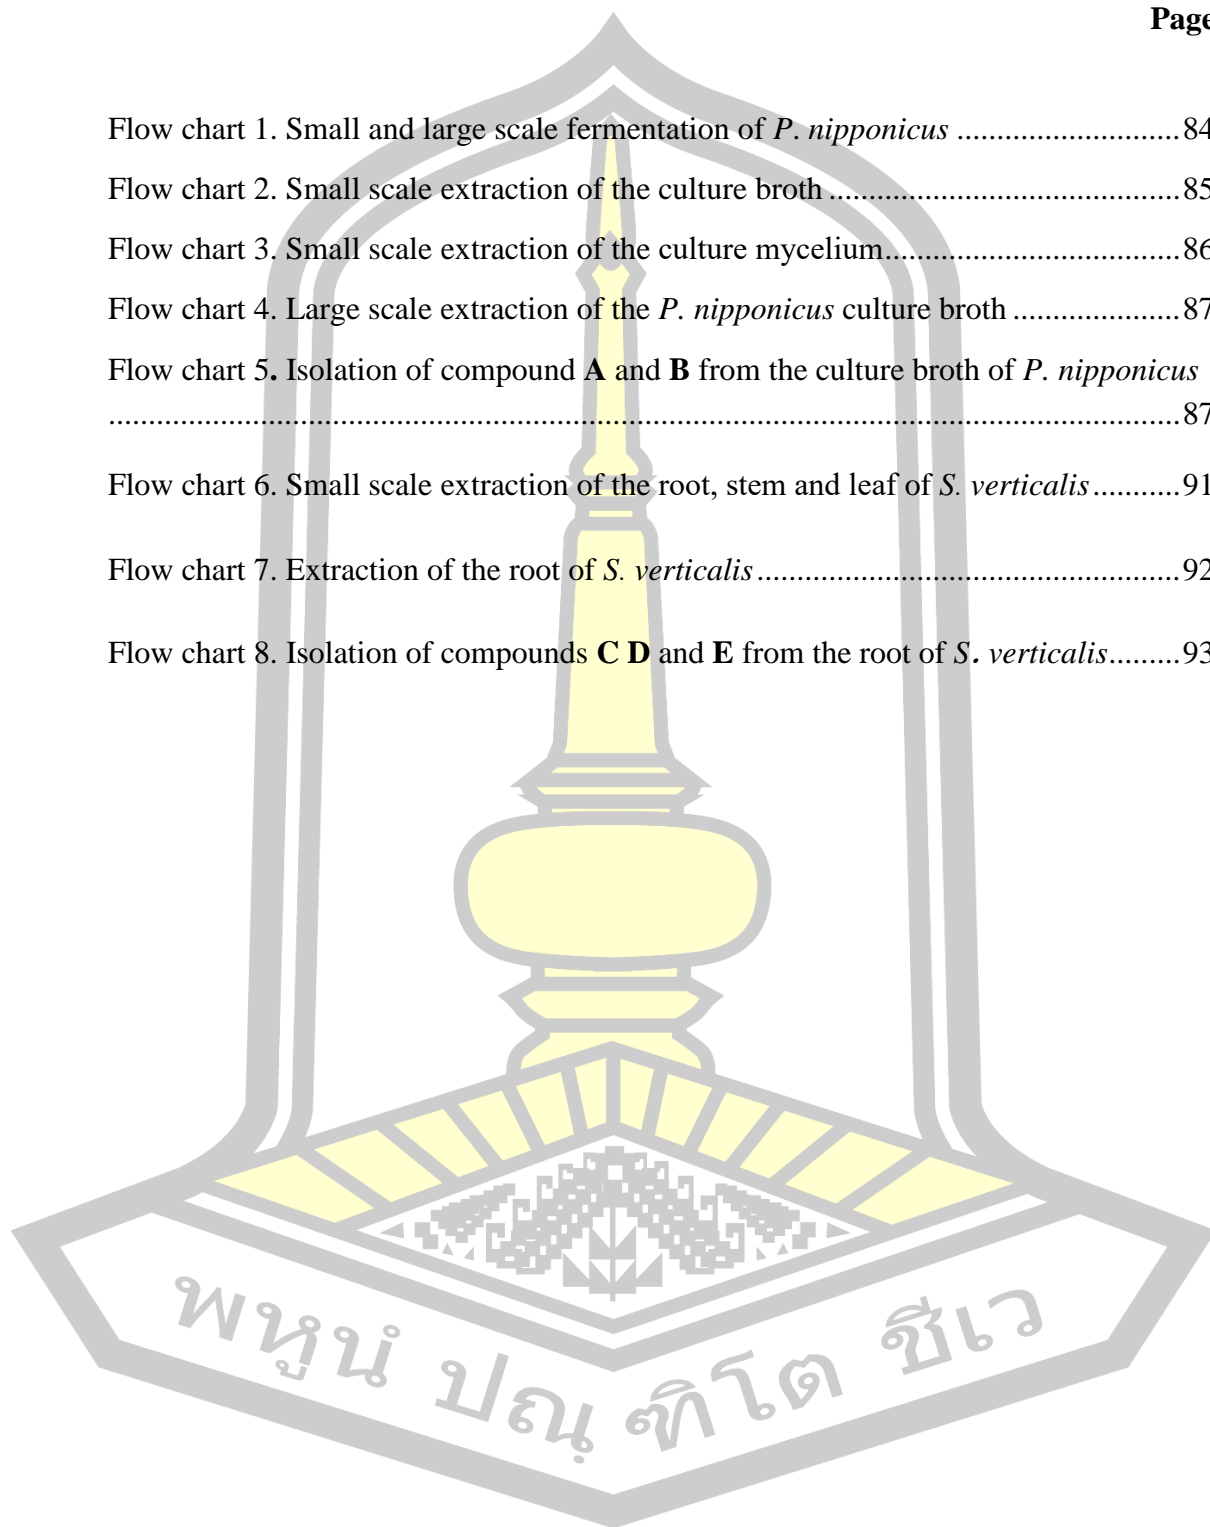 Page
Flow chart 1. Small and large scale fermentation of P. nipponicus ............................84
Flow chart 2. Small scale extraction of the culture broth ............................................85
Flow chart 3. Small scale extraction of the culture mycelium.....................................86
Flow chart 4. Large scale extraction of the P. nipponicus culture broth .....................87
Flow chart 5. Isolation of compound A and B from the culture broth of P. nipponicus
......................................................................................................................................87
Flow chart 6. Small scale extraction of the root, stem and leaf of S. verticalis...........91
Flow chart 7. Extraction of the root of S. verticalis.....................................................92
Flow chart 8. Isolation of compounds C D and E from the root of S. verticalis.........93
พหูนํ ปณฺฑิโต ชีเว